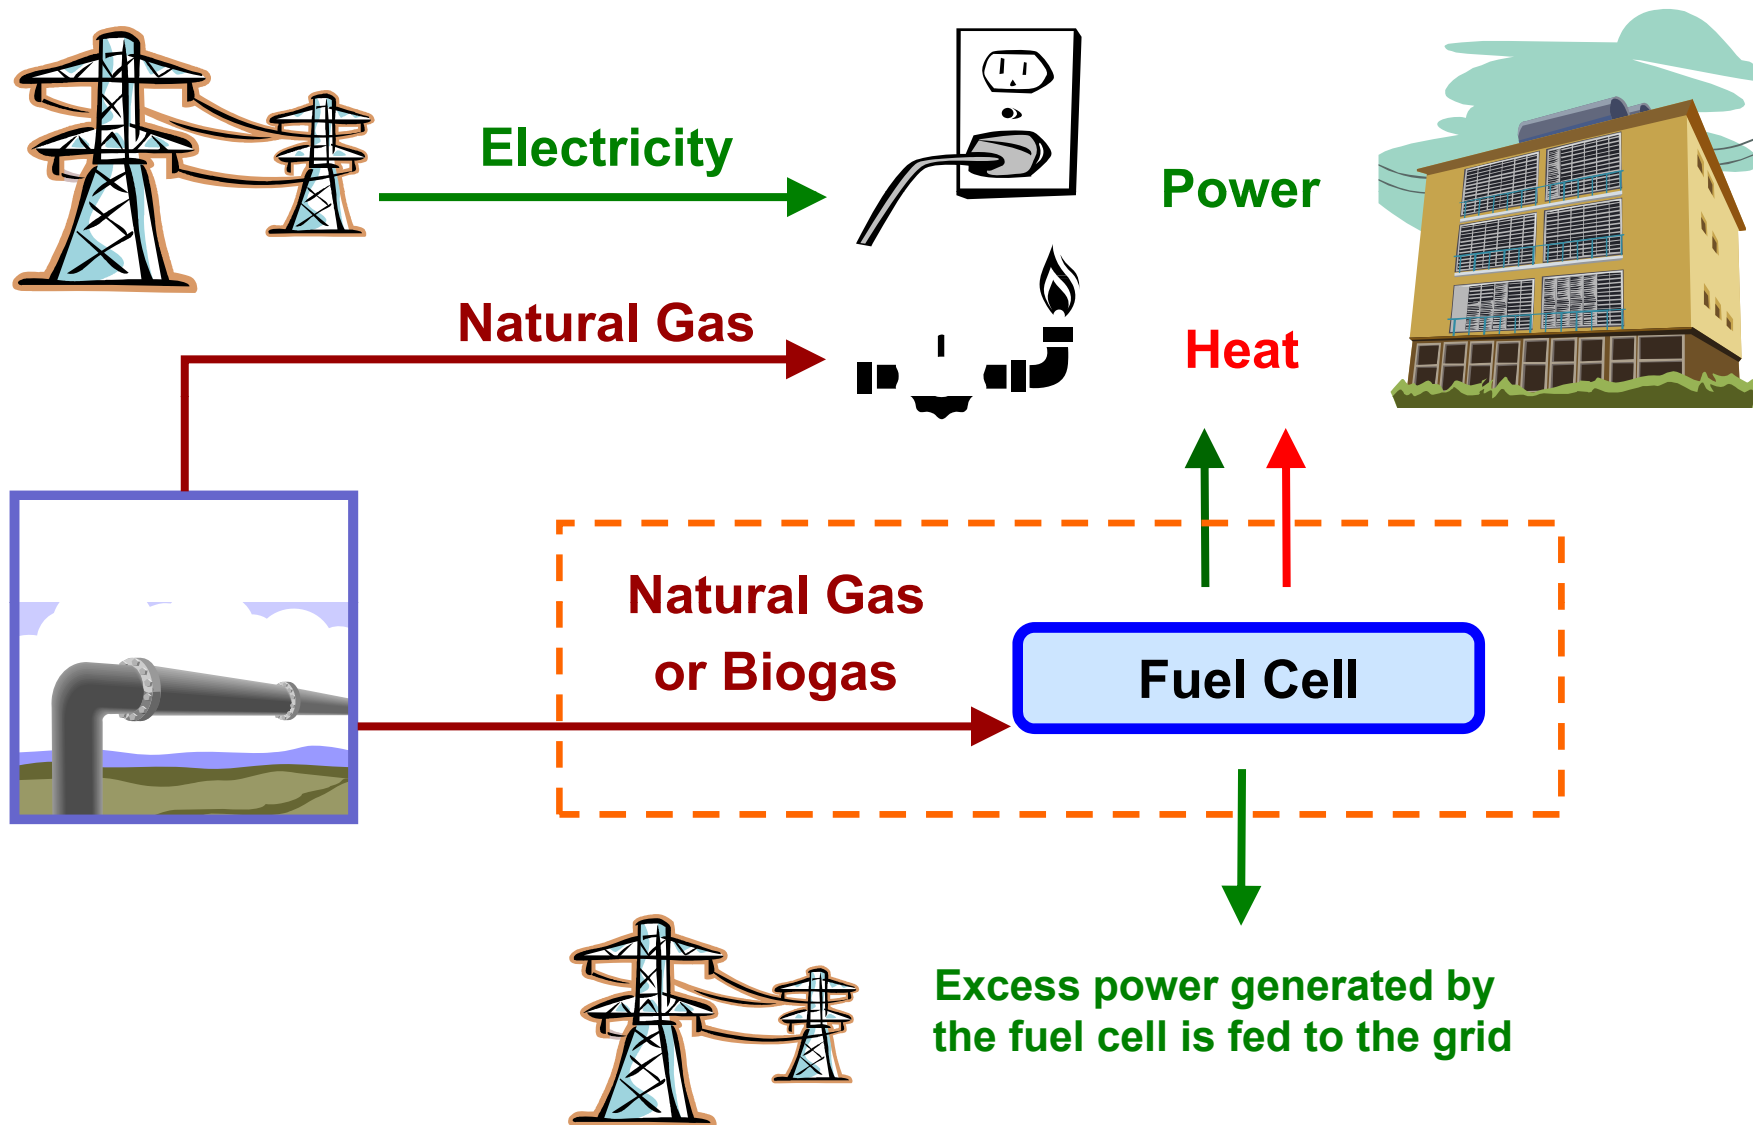 Electricity
Power
Natural Gas
Heat
Natural Gas
or Biogas
Fuel Cell
Excess power generated by
the fuel cell is fed to the grid